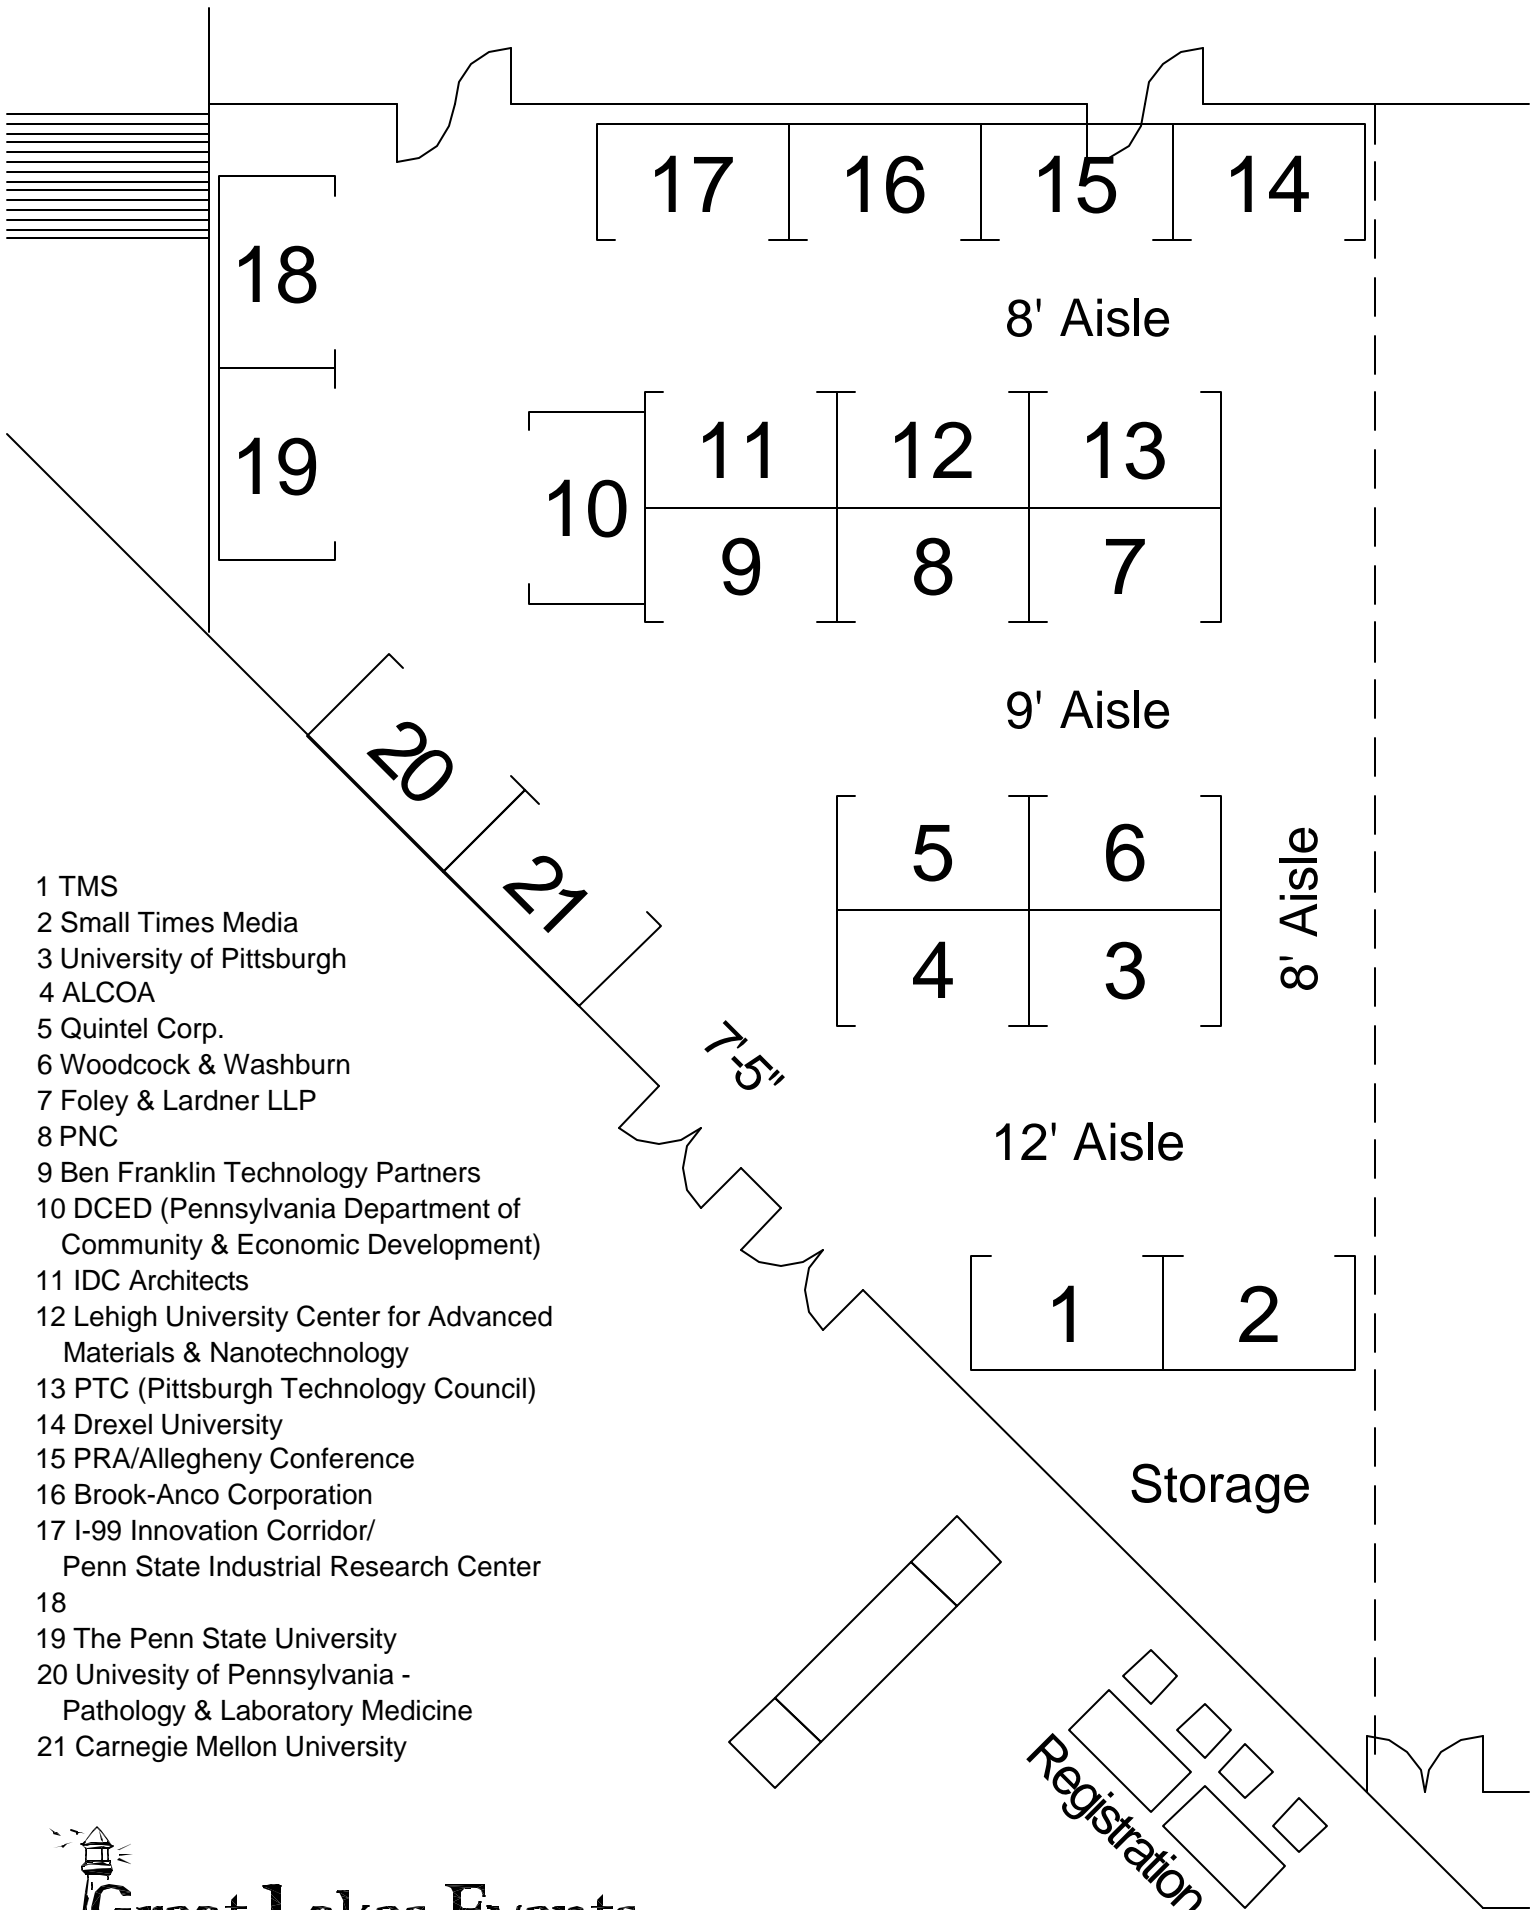 17 16 15 14
18
8' Aisle
19
11 12 13
10
9 8 7
9' Aisle
20
5 6
21
8' Aisle
4 3
7'-5"
12' Aisle
1 2
Storage
Registration
1 TMS
2 Small Times Media
3 University of Pittsburgh
4 ALCOA
5 Quintel Corp.
6 Woodcock & Washburn
7 Foley & Lardner LLP
8 PNC
9 Ben Franklin Technology Partners
10 DCED (Pennsylvania Department of
Community & Economic Development)
11 IDC Architects
12 Lehigh University Center for Advanced
Materials & Nanotechnology
13 PTC (Pittsburgh Technology Council)
14 Drexel University
15 PRA/Allegheny Conference
16 Brook-Anco Corporation
17 I-99 Innovation Corridor/
Penn State Industrial Research Center
18
19 The Penn State University
20 Univesity of Pennsylvania -
Pathology & Laboratory Medicine
21 Carnegie Mellon University
Great Lakes Events